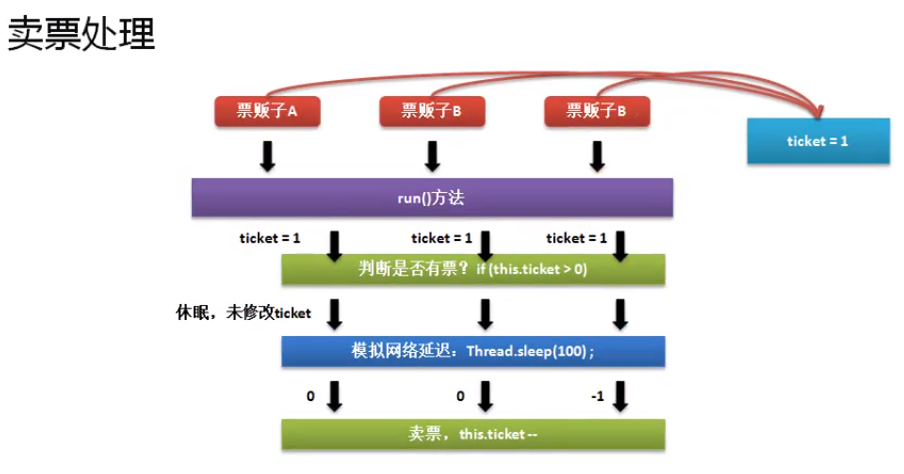 卖票处理
票贩子A
票贩子B
票贩子B
ticket = 1
run()方法
ticket = 1
ticket = 1
ticket = 1
判断是否有票？if (this.ticket > 0)
休眠，未修改ticket
模拟网络延迟：Thread.sleep(100) ;
0
0
-1
卖票，this.ticket --